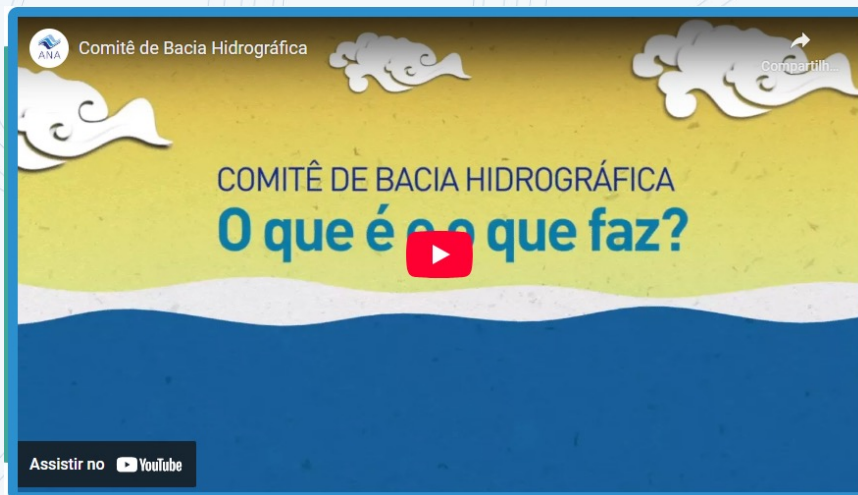 ANA
Comitê de Bacia Hidrográfica
Compartilh...
COMITÊ DE BACIA HIDROGRÁFICA
O que é e o que faz?
Assistir no YouTube